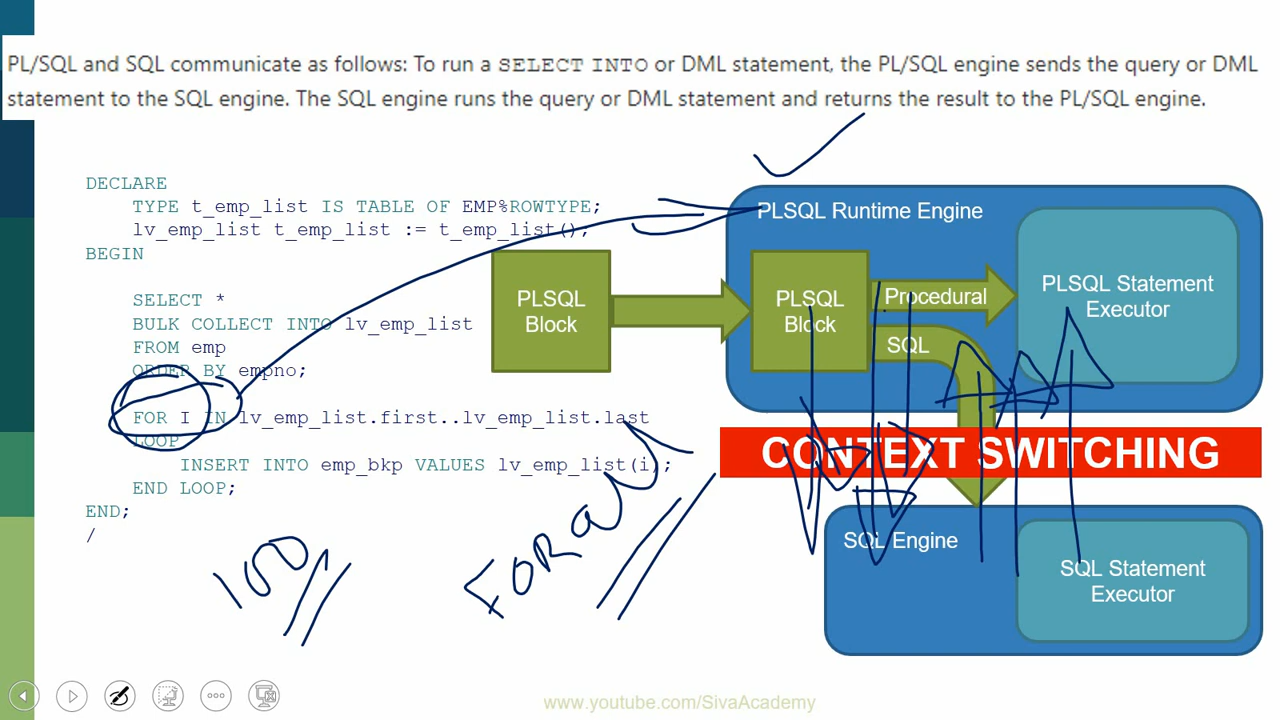 PL/SQL and SQL communicate as follows: To run a SELECT INTO or DML statement, the PL/SQL engine sends the query or DML
statement to the SQL engine. The SQL engine runs the query or DML statement and returns the result to the PL/SQL engine.
DECLARE
TYPE t_emp_list IS TABLE OF EMP%ROWTYPE;
lv_emp_list t_emp_list := t_emp_list();
BEGIN
SELECT *
BULK COLLECT INTO lv_emp_list
FROM emp
ORDER BY empno;
FOR I IN lv_emp_list.first..lv_emp_list.last
LOOP
INSERT INTO emp_bkp VALUES lv_emp_list(i);
END LOOP;
END;
/
100
FORall
PLSQL
Block
PLSQL Runtime Engine
PLSQL
Block
Procedural
SQL
PLSQL Statement
Executor
CONTEXT SWITCHING
SQL Engine
SQL Statement
Executor
www.youtube.com/SivaAcademy